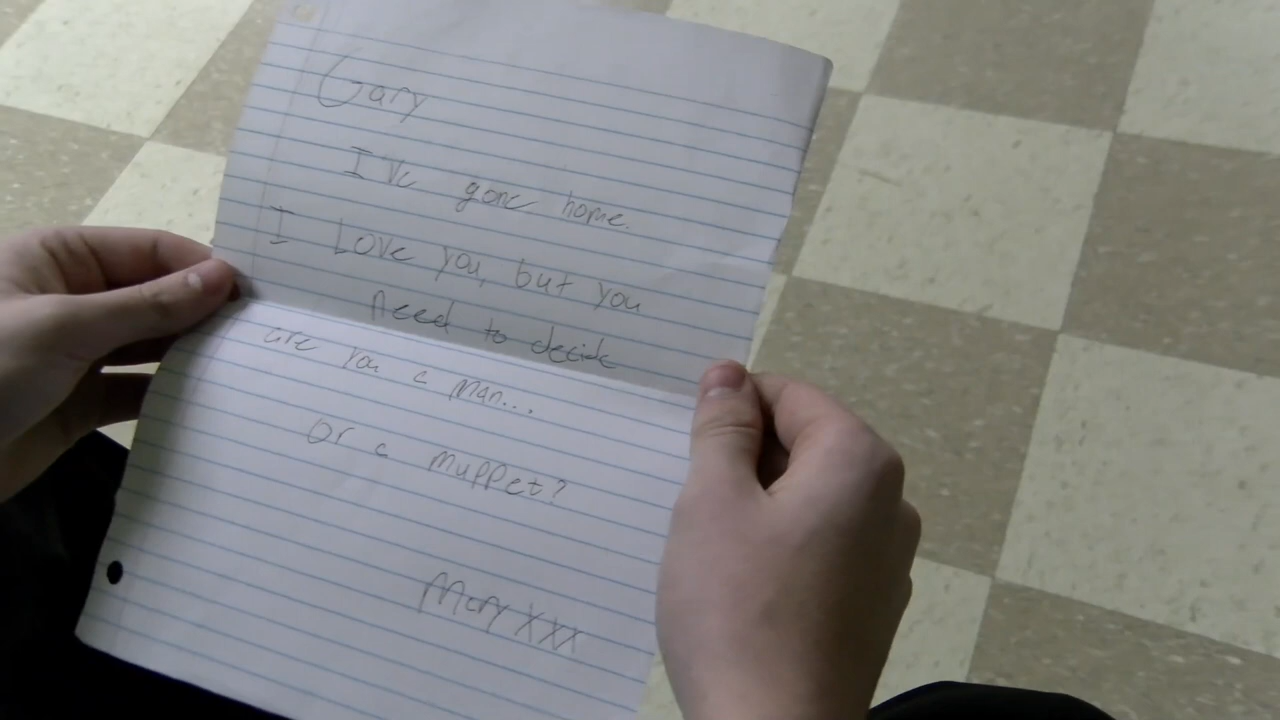 Gary
I've gone home.
I Love you, but you
need to decide
are you a man...
or a muppet?
Mary XXX